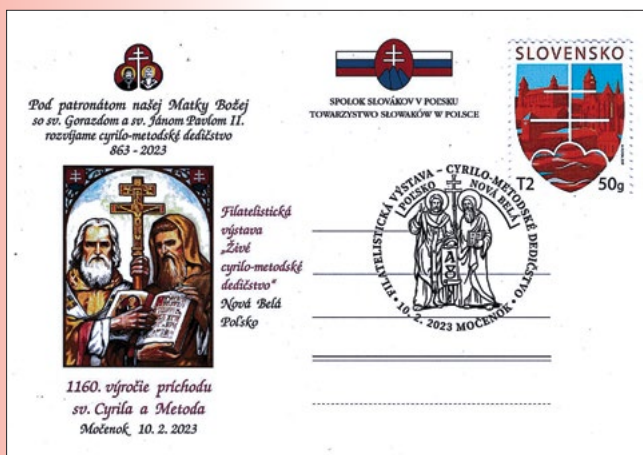 Pod patronátom našej Matky Božej
so sv. Gorazdom a sv. Jánom Pavlom II.
rozvíjame cyrilo-metodské dedičstvo
863 - 2023
Filatelistická
výstava
„Živé
cyrilo-metodské
dedičstvo“
Nová Belá
Poľsko
1160. výročie príchodu
sv. Cyrila a Metoda
Močenok 10. 2. 2023
SPOLOK SLOVÁKOV V POĽSKU
TOWARZYSTWO SŁOWAKÓW W POLSCE
SLOVENSKO
T2 50g
FILATELISTICKÁ VÝSTAVA – CYRILO-METODSKÉ DEDIČSTVO
POĽSKO NOVÁ BELÁ
• 10. 2. 2023 MOČENOK •